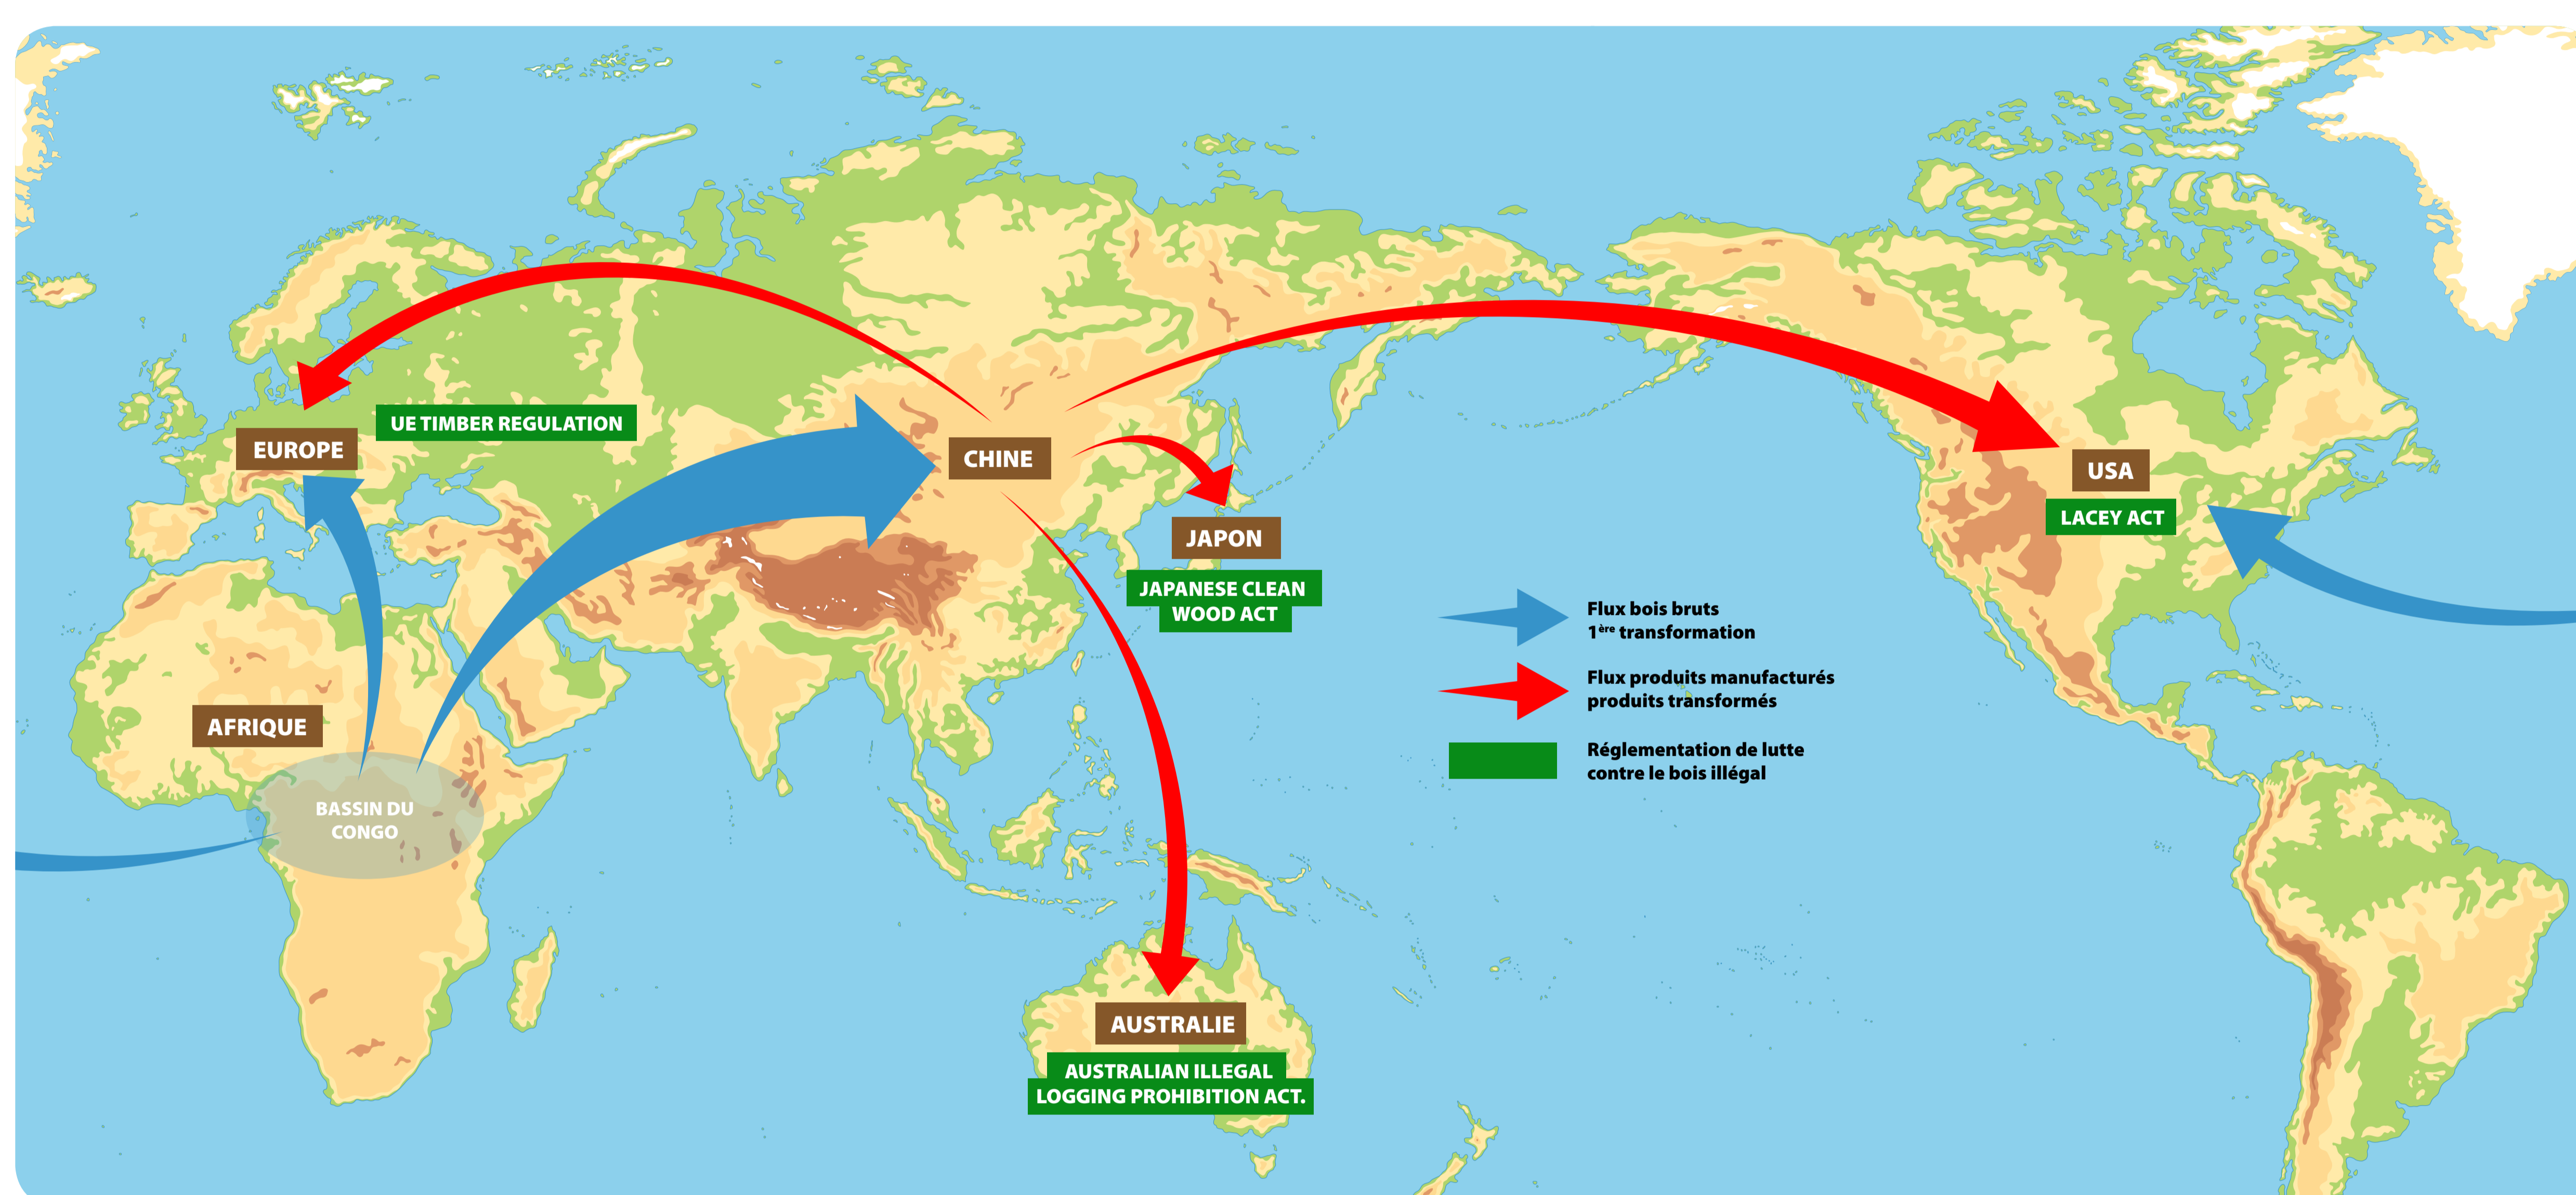 UE TIMBER REGULATION
EUROPE
CHINE
USA
LACEY ACT
JAPON
JAPANESE CLEAN
WOOD ACT
Flux bois bruts
1ère transformation
Flux produits manufacturés
produits transformés
Réglementation de lutte
contre le bois illégal
AFRIQUE
BASSIN DU
CONGO
AUSTRALIE
AUSTRALIAN ILLEGAL
LOGGING PROHIBITION ACT.